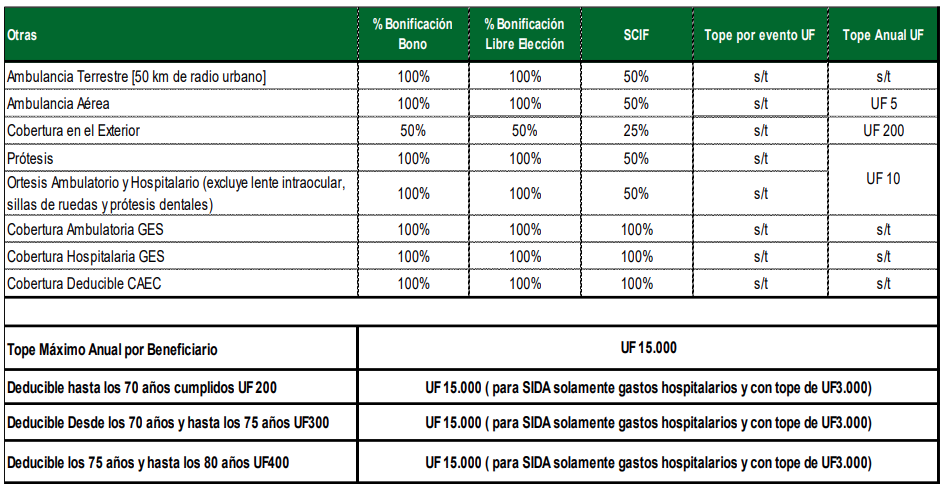 Otras % Bonificación Bono % Bonificación Libre Elección SCIF Tope por evento UF Tope Anual UF
Ambulancia Terrestre [50 km de radio urbano] 100% 100% 50% s/t s/t
Ambulancia Aérea 100% 100% 50% s/t UF 5
Cobertura en el Exterior 50% 50% 25% s/t UF 200
Prótesis 100% 100% 50% s/t UF 10
Ortesis Ambulatorio y Hospitalario (excluye lente intraocular,
sillas de ruedas y prótesis dentales) 100% 100% 50% s/t
Cobertura Ambulatoria GES 100% 100% 100% s/t s/t
Cobertura Hospitalaria GES 100% 100% 100% s/t s/t
Cobertura Deducible CAEC 100% 100% 100% s/t s/t
Tope Máximo Anual por Beneficiario UF 15.000
Deducible hasta los 70 años cumplidos UF 200 UF 15.000 ( para SIDA solamente gastos hospitalarios y con tope de UF3.000)
Deducible Desde los 70 años y hasta los 75 años UF300 UF 15.000 ( para SIDA solamente gastos hospitalarios y con tope de UF3.000)
Deducible los 75 años y hasta los 80 años UF400 UF 15.000 ( para SIDA solamente gastos hospitalarios y con tope de UF3.000)